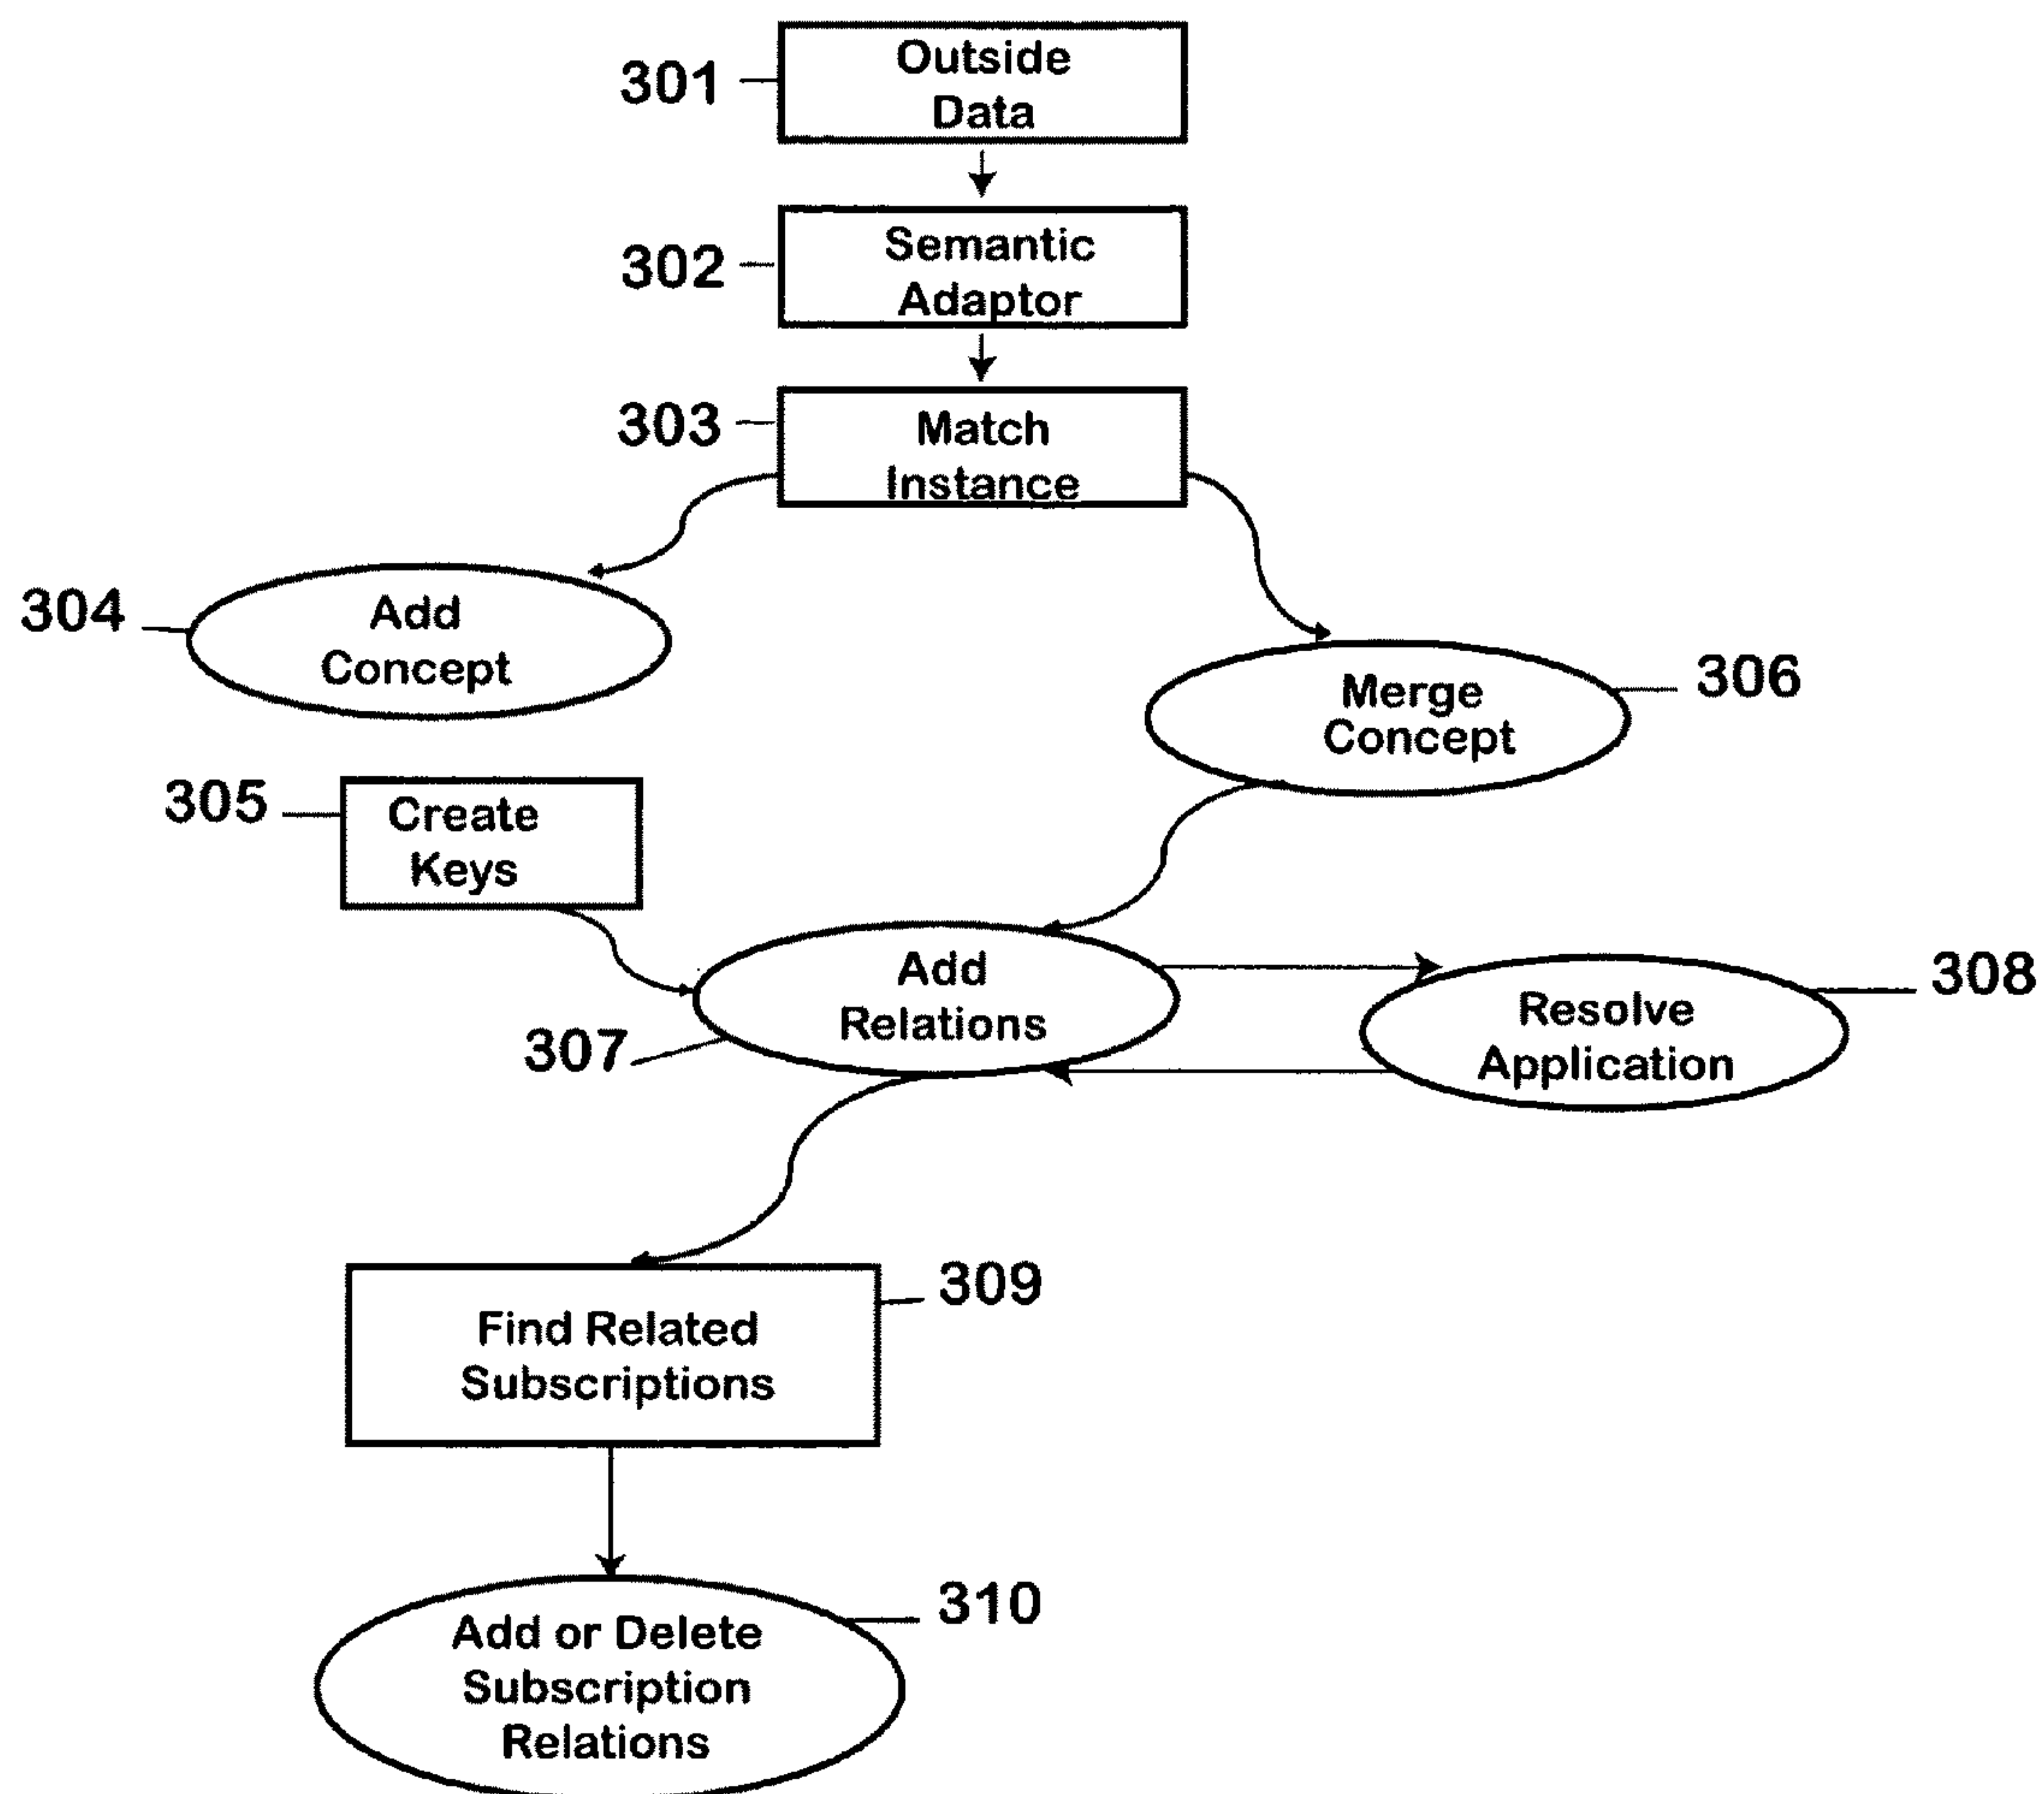 301
Outside
Data
302
Semantic
Adaptor
303
Match
Instance
304
Add
Concept
Merge
Concept
306
305
Create
Keys
Add
Relations
307
Resolve
Application
308
Find Related
Subscriptions
309
Add or Delete
Subscription
Relations
310